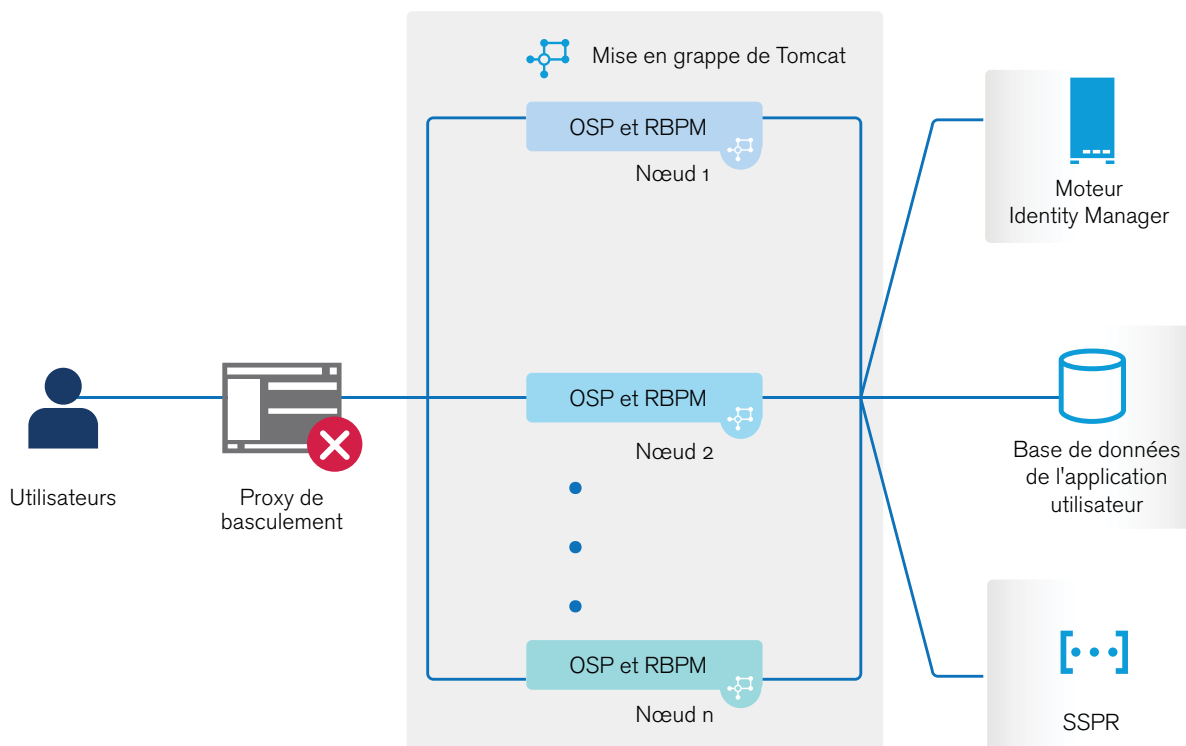 Mise en grappe de Tomcat
OSP et RBPM
Nœud 1
Moteur
Identity Manager
Utilisateurs
Proxy de
basculement
OSP et RBPM
Nœud 2
Base de données
de l'application
utilisateur
OSP et RBPM
Nœud n
SSPR